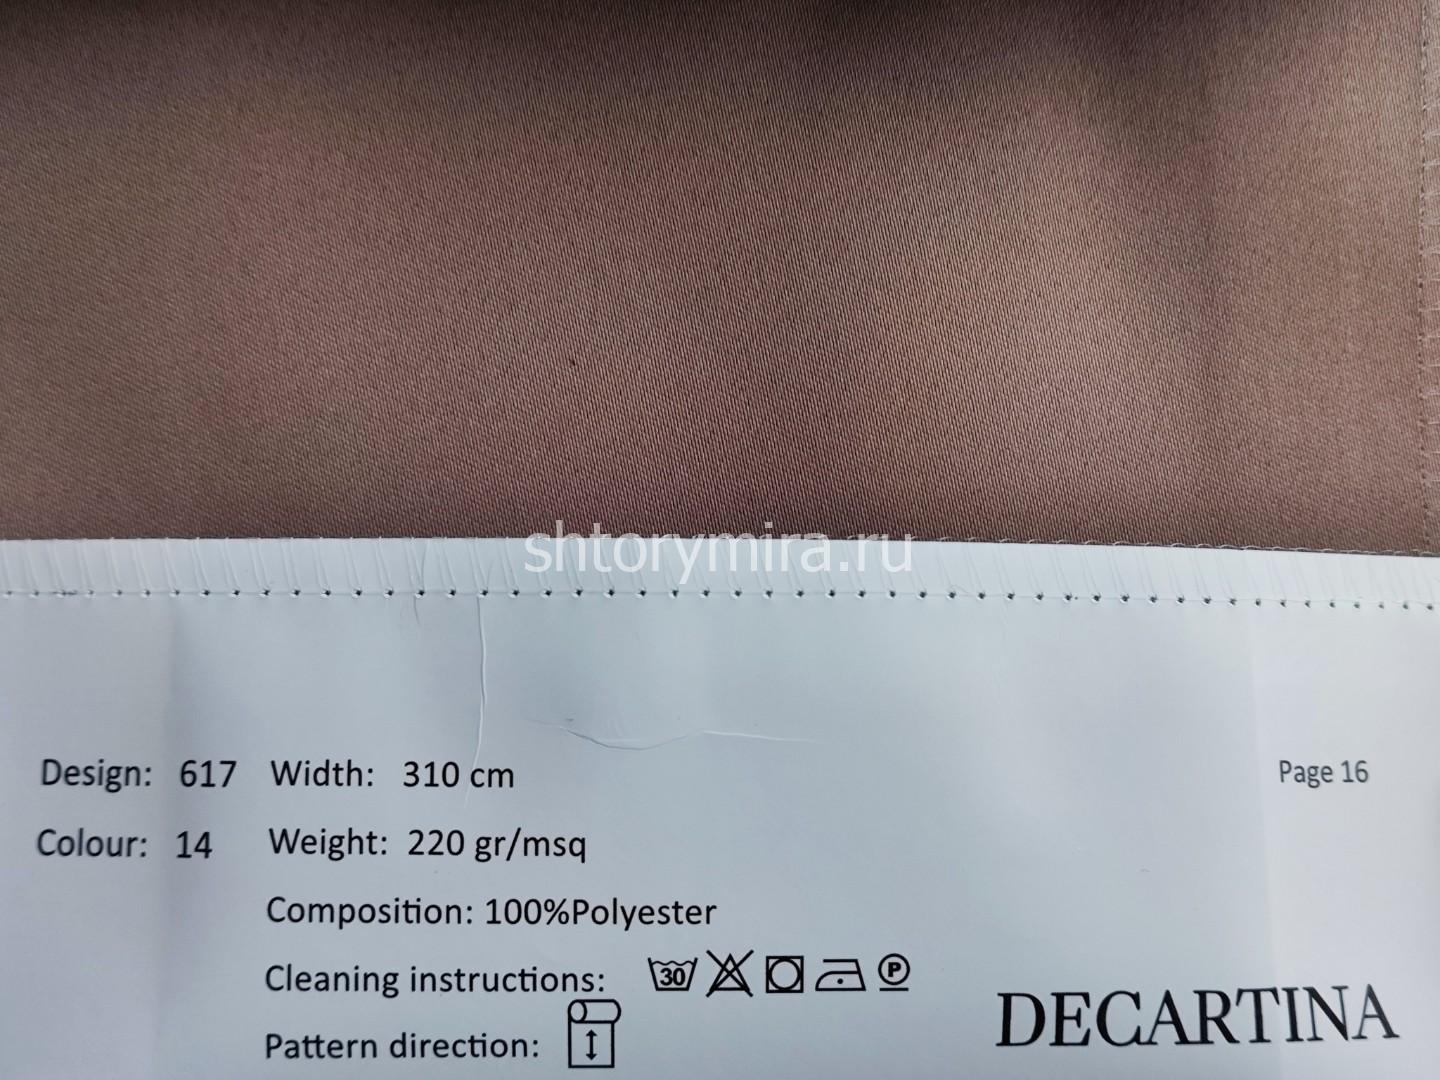 shtorymira.ru
Design: 617 Width: 310 cm
Page 16
Colour: 14 Weight: 220 gr/msq
Composition: 100%Polyester
Cleaning instructions: 30 P
Pattern direction:
DECARTINA